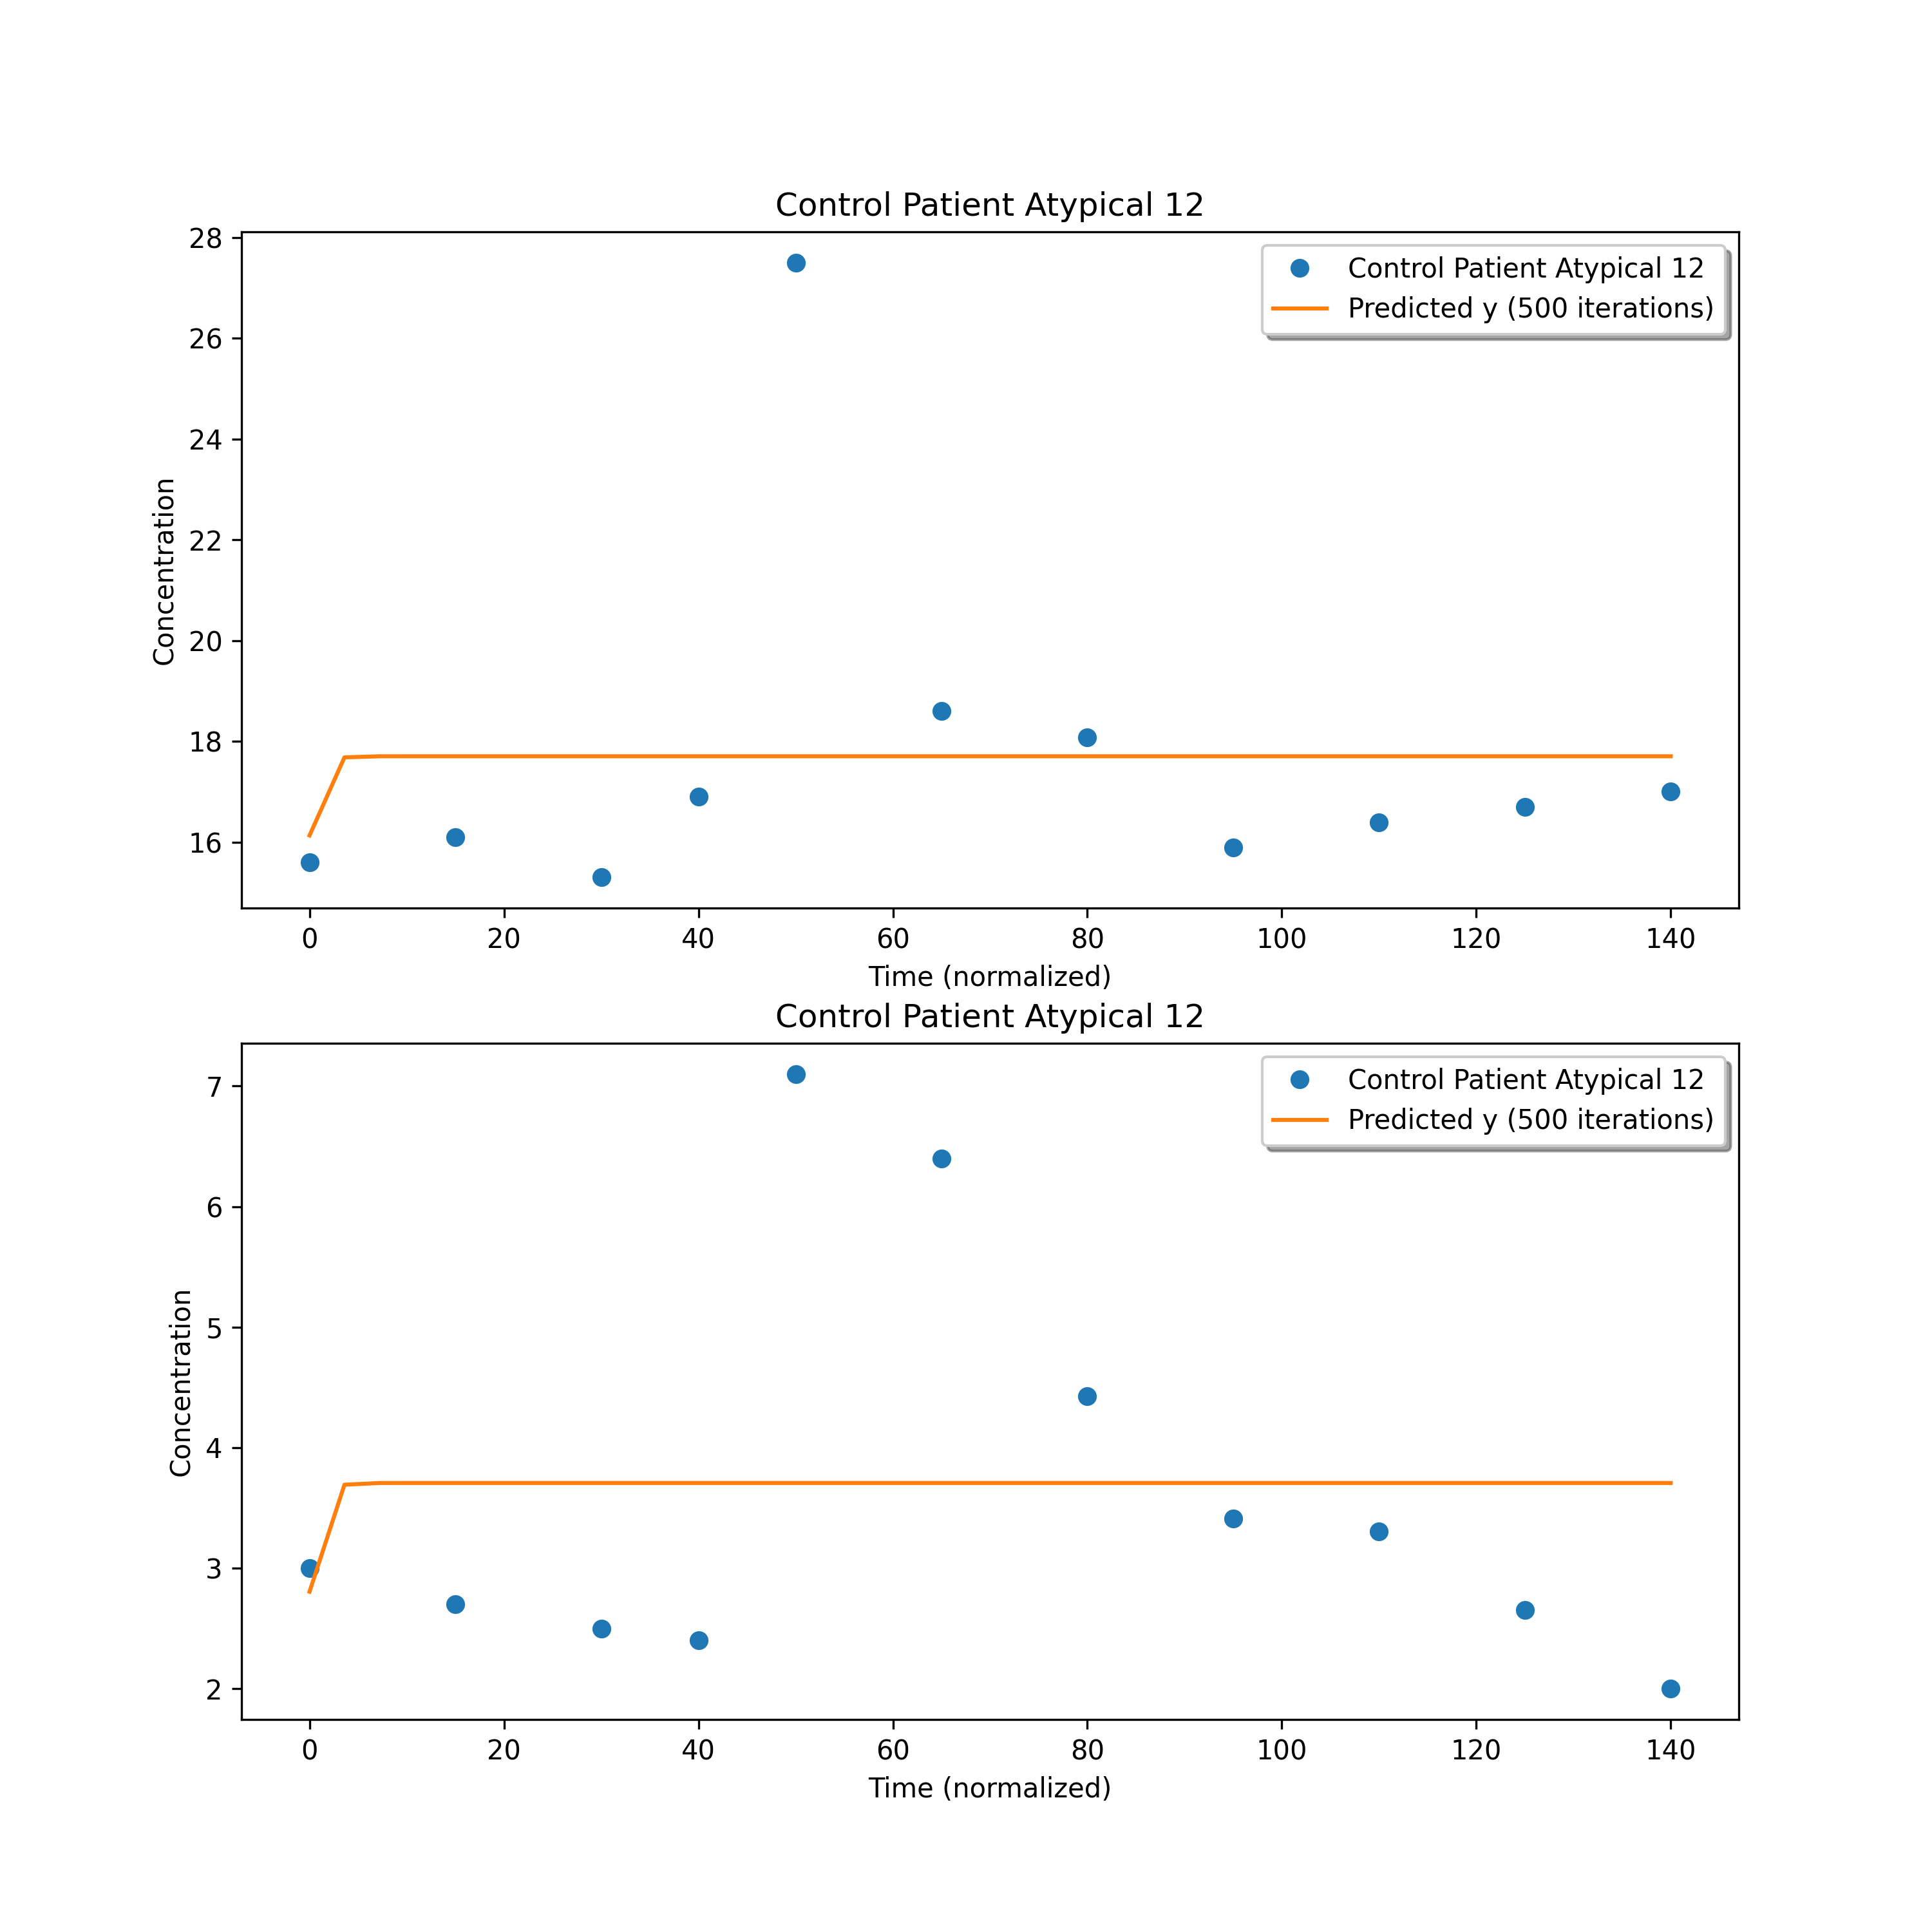 Control Patient Atypical 12
28
26
24
22
20
18
16
Concentration
Control Patient Atypical 12
Predicted y (500 iterations)
0 20 40 60 80 100 120 140
Time (normalized)
Control Patient Atypical 12
7
6
5
4
3
2
Concentration
Control Patient Atypical 12
Predicted y (500 iterations)
0 20 40 60 80 100 120 140
Time (normalized)